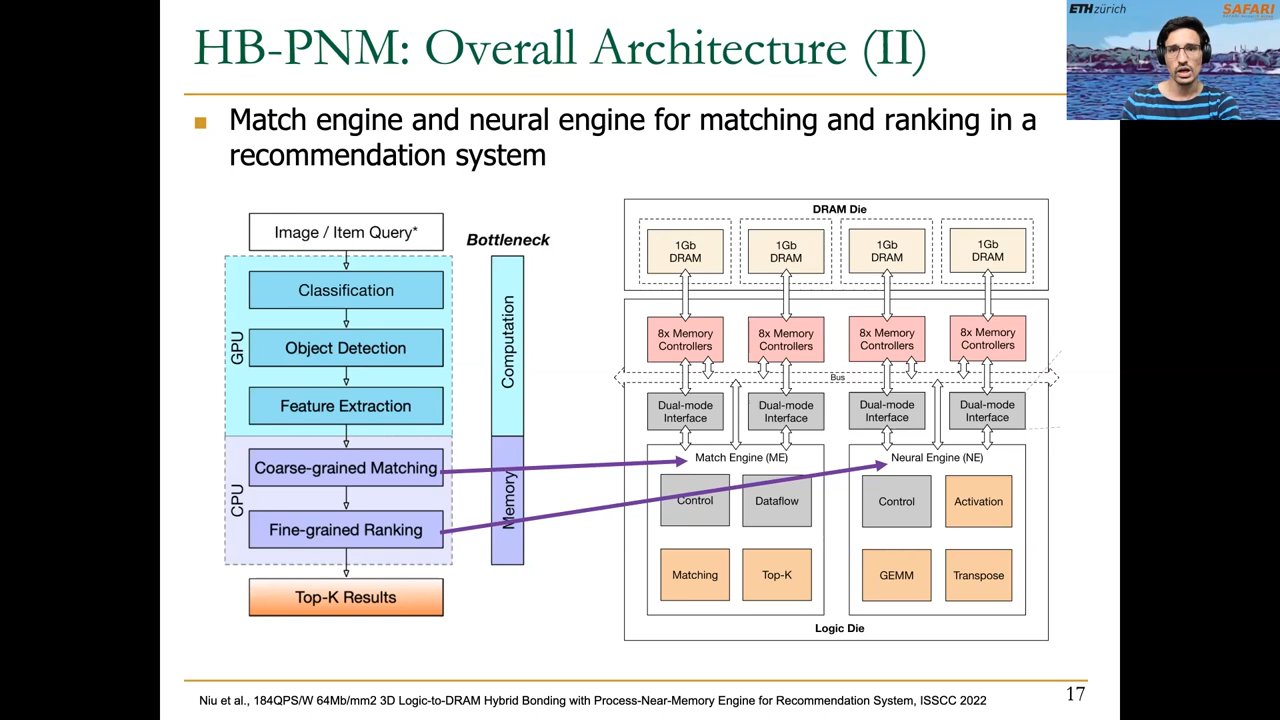 HB-PNM: Overall Architecture (II)
ETHzürich
SAFARI
Match engine and neural engine for matching and ranking in a
recommendation system
Image / Item Query*
Bottleneck
GPU
Classification
Object Detection
Feature Extraction
Computation
CPU
Coarse-grained Matching
Fine-grained Ranking
Memory
Top-K Results
DRAM Die
1Gb
DRAM
1Gb
DRAM
1Gb
DRAM
1Gb
DRAM
8x Memory
Controllers
8x Memory
Controllers
8x Memory
Controllers
8x Memory
Controllers
Bus
Dual-mode
Interface
Dual-mode
Interface
Dual-mode
Interface
Dual-mode
Interface
Match Engine (ME)
Control
Dataflow
Matching
Top-K
Neural Engine (NE)
Control
Activation
GEMM
Transpose
Logic Die
Niu et al., 184QPS/W 64Mb/mm2 3D Logic-to-DRAM Hybrid Bonding with Process-Near-Memory Engine for Recommendation System, ISSCC 2022
17